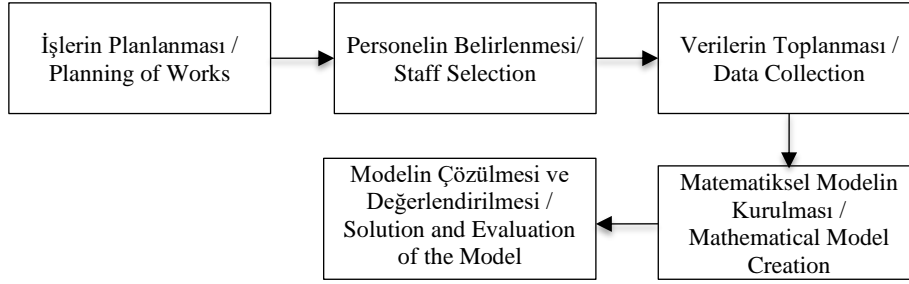 İşlerin Planlanması /
Planning of Works
Personelin Belirlenmesi/
Staff Selection
Verilerin Toplanması /
Data Collection
Matematiksel Modelin
Kurulması /
Mathematical Model
Creation
Modelin Çözülmesi ve
Değerlendirilmesi /
Solution and Evaluation
of the Model